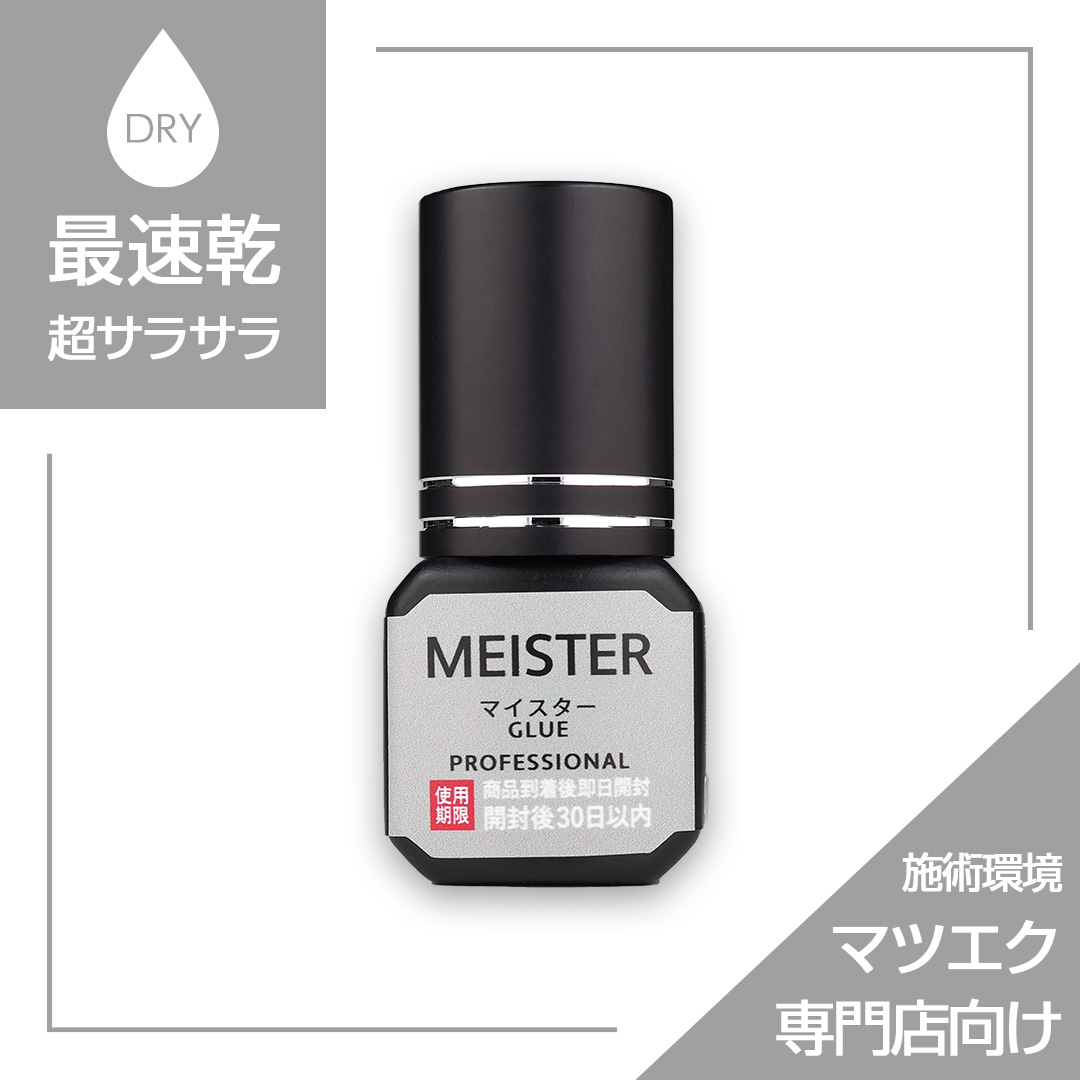 DRY
最速乾
超サラサラ
MEISTER
マイスター
GLUE
PROFESSIONAL
使用
期限
商品到着後即日開封
開封後30日以内
施術環境
マツエク
専門店向け